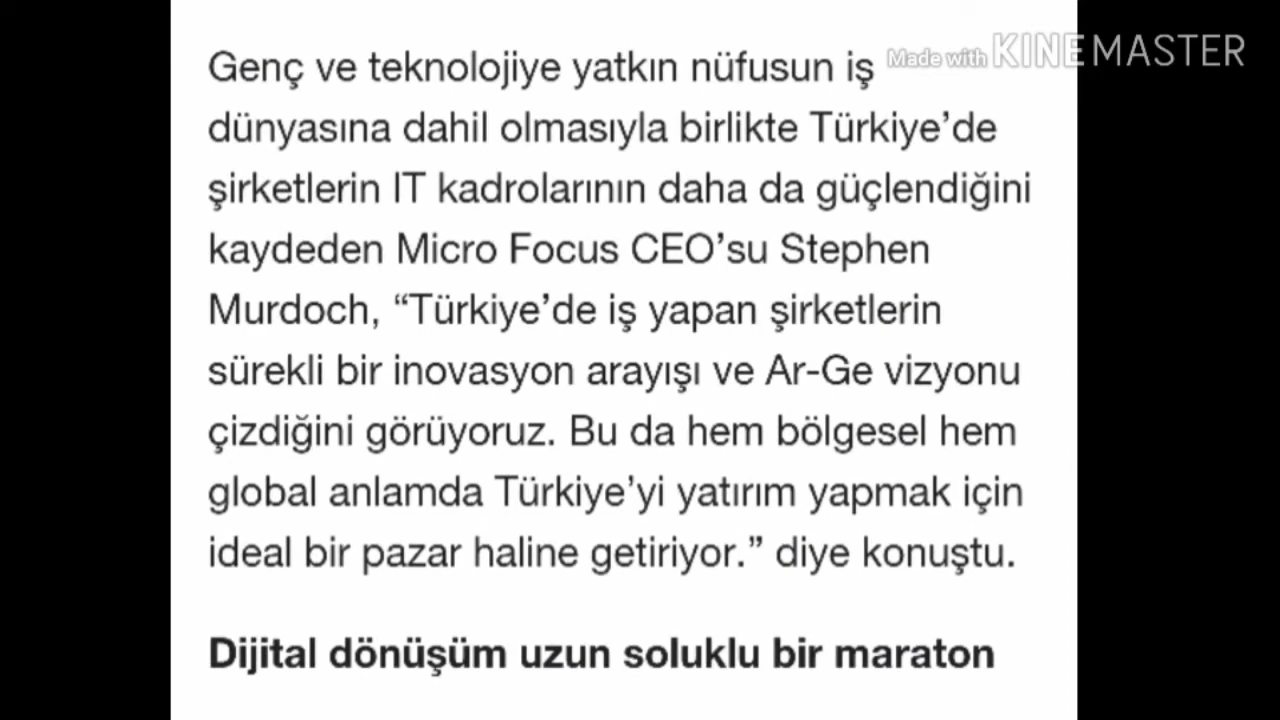 Made with KINEMASTER
Genç ve teknolojiye yatkın nüfusun iş
dünyasına dahil olmasıyla birlikte Türkiye’de
şirketlerin IT kadrolarının daha da güçlendiğini
kaydeden Micro Focus CEO’su Stephen
Murdoch, “Türkiye’de iş yapan şirketlerin
sürekli bir inovasyon arayışı ve Ar-Ge vizyonu
çizdiğini görüyoruz. Bu da hem bölgesel hem
global anlamda Türkiye’yi yatırım yapmak için
ideal bir pazar haline getiriyor.” diye konuştu.
Dijital dönüşüm uzun soluklu bir maraton